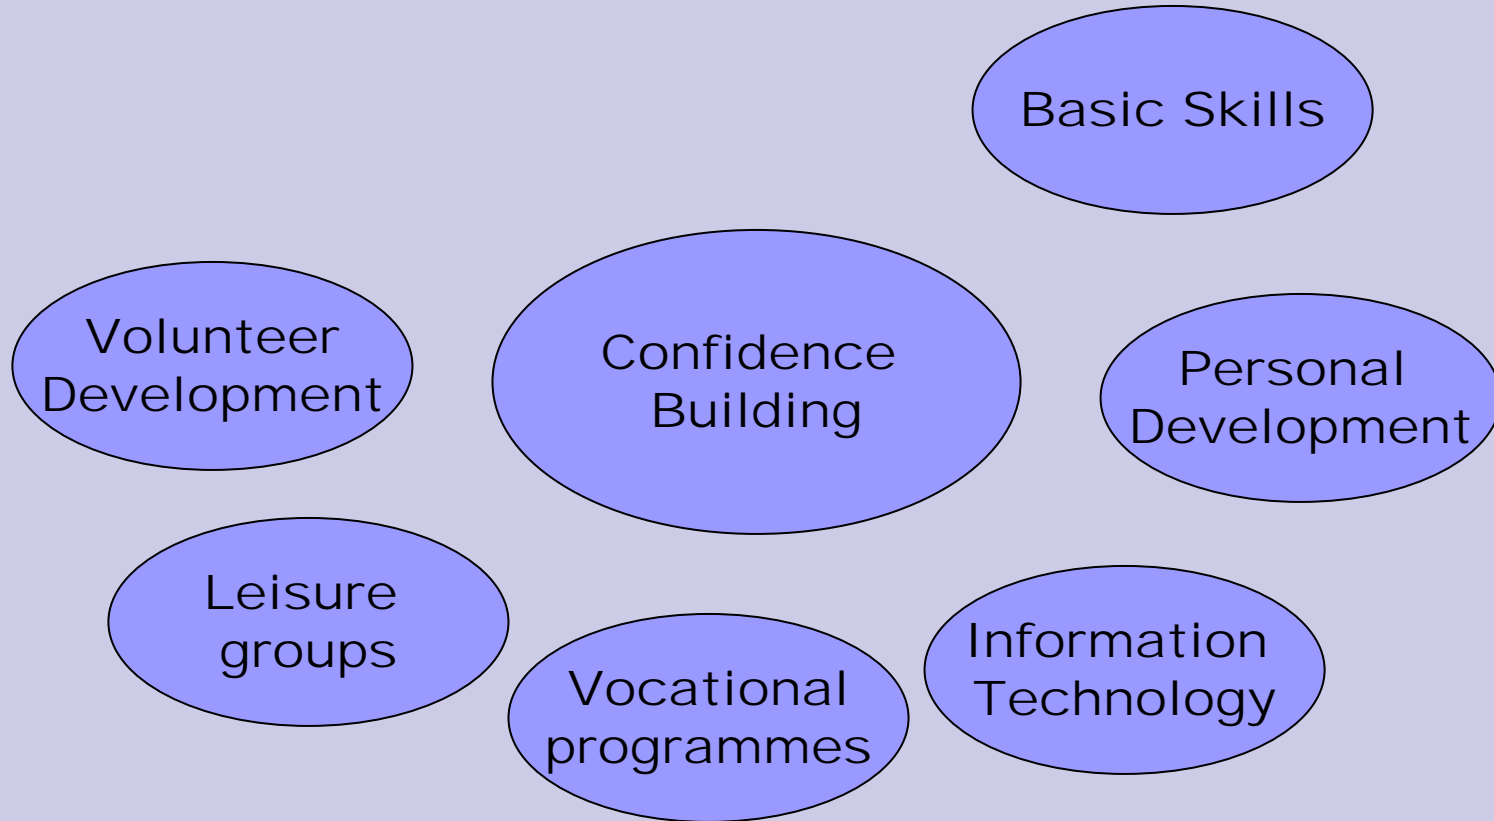 Basic Skills
Volunteer
Development
Confidence
Building
Personal
Development
Leisure
groups
Vocational
programmes
Information
Technology